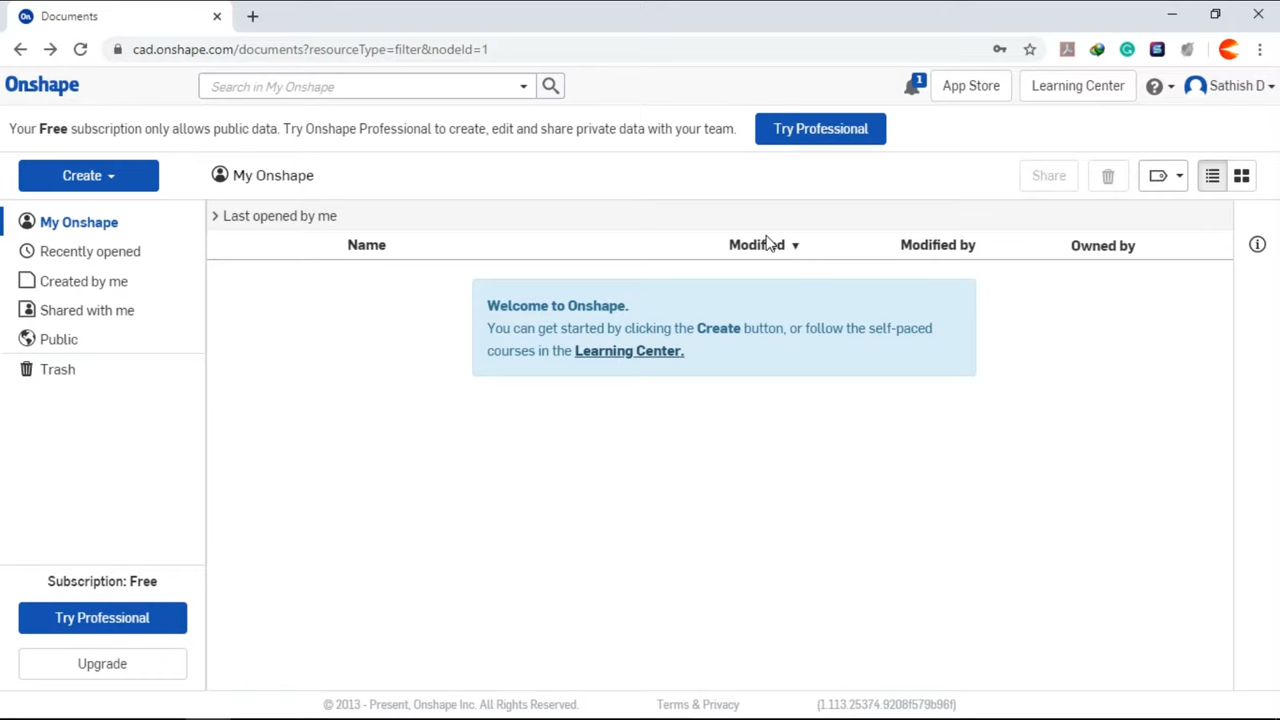 Documents
cad.onshape.com/documents?resourceType=filter&nodeId=1
Onshape
Search in My Onshape
1
App Store
Learning Center
Sathish D
Your Free subscription only allows public data. Try Onshape Professional to create, edit and share private data with your team.
Try Professional
Create
My Onshape
Share
My Onshape
Last opened by me
Recently opened
Name
Modified
Modified by
Owned by
Created by me
Shared with me
Public
Trash
Welcome to Onshape.
You can get started by clicking the Create button, or follow the self-paced
courses in the Learning Center.
Subscription: Free
Try Professional
Upgrade
© 2013 - Present, Onshape Inc. All Rights Reserved.
Terms & Privacy
(1.113.25374.9208f579b96f)